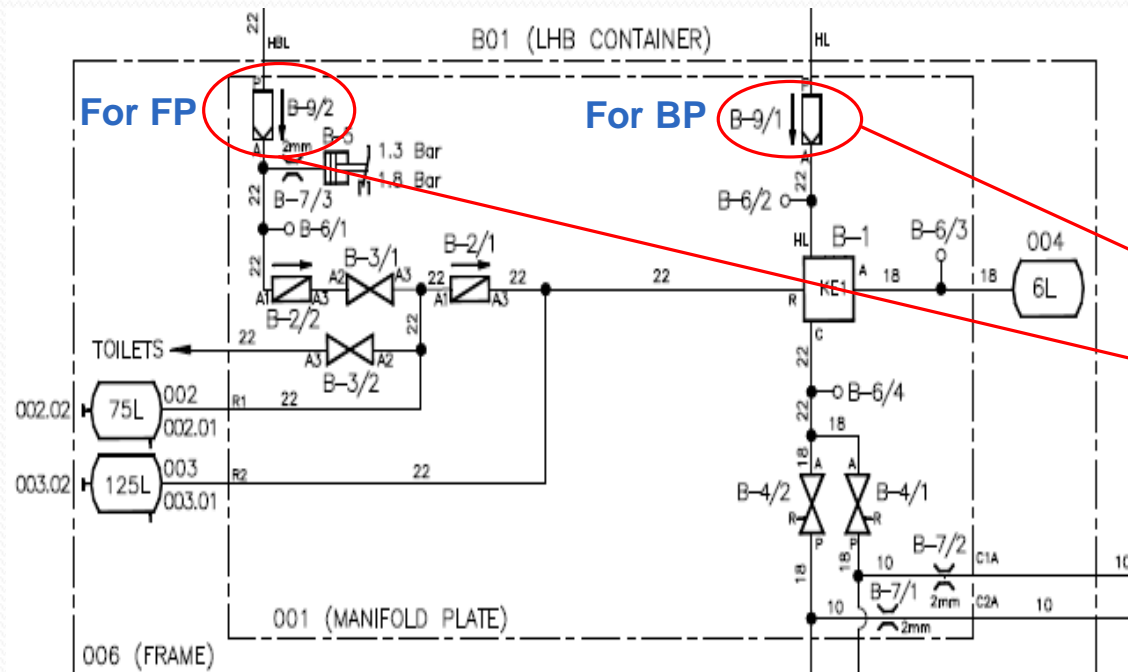 22
HBL
B01 (LHB CONTAINER)
HL
P
For FP
B-9/2
For BP
B-9/1
A
2mm
B-5
1.3 Bar
1.8 Bar
B-7/3
22
22
B-6/2
B-6/1
HL
B-1
B-6/3
004
B-3/1
B-2/1
22
A1
A3
A2
A3
22
A1
A3
22
22
R
KE1
A
18
18
6L
B-2/2
C
TOILETS
22
A3
A2
22
22
B-3/2
002.02
75L
002
002.01
R1
22
B-6/4
22
18
003.02
125L
003
003.01
R2
22
18
A
A
B-4/2
B-4/1
R
R
P
P
B-7/2
18
18
10
C1A
10
2mm
B-7/1
10
C2A
10
2mm
001 (MANIFOLD PLATE)
006 (FRAME)